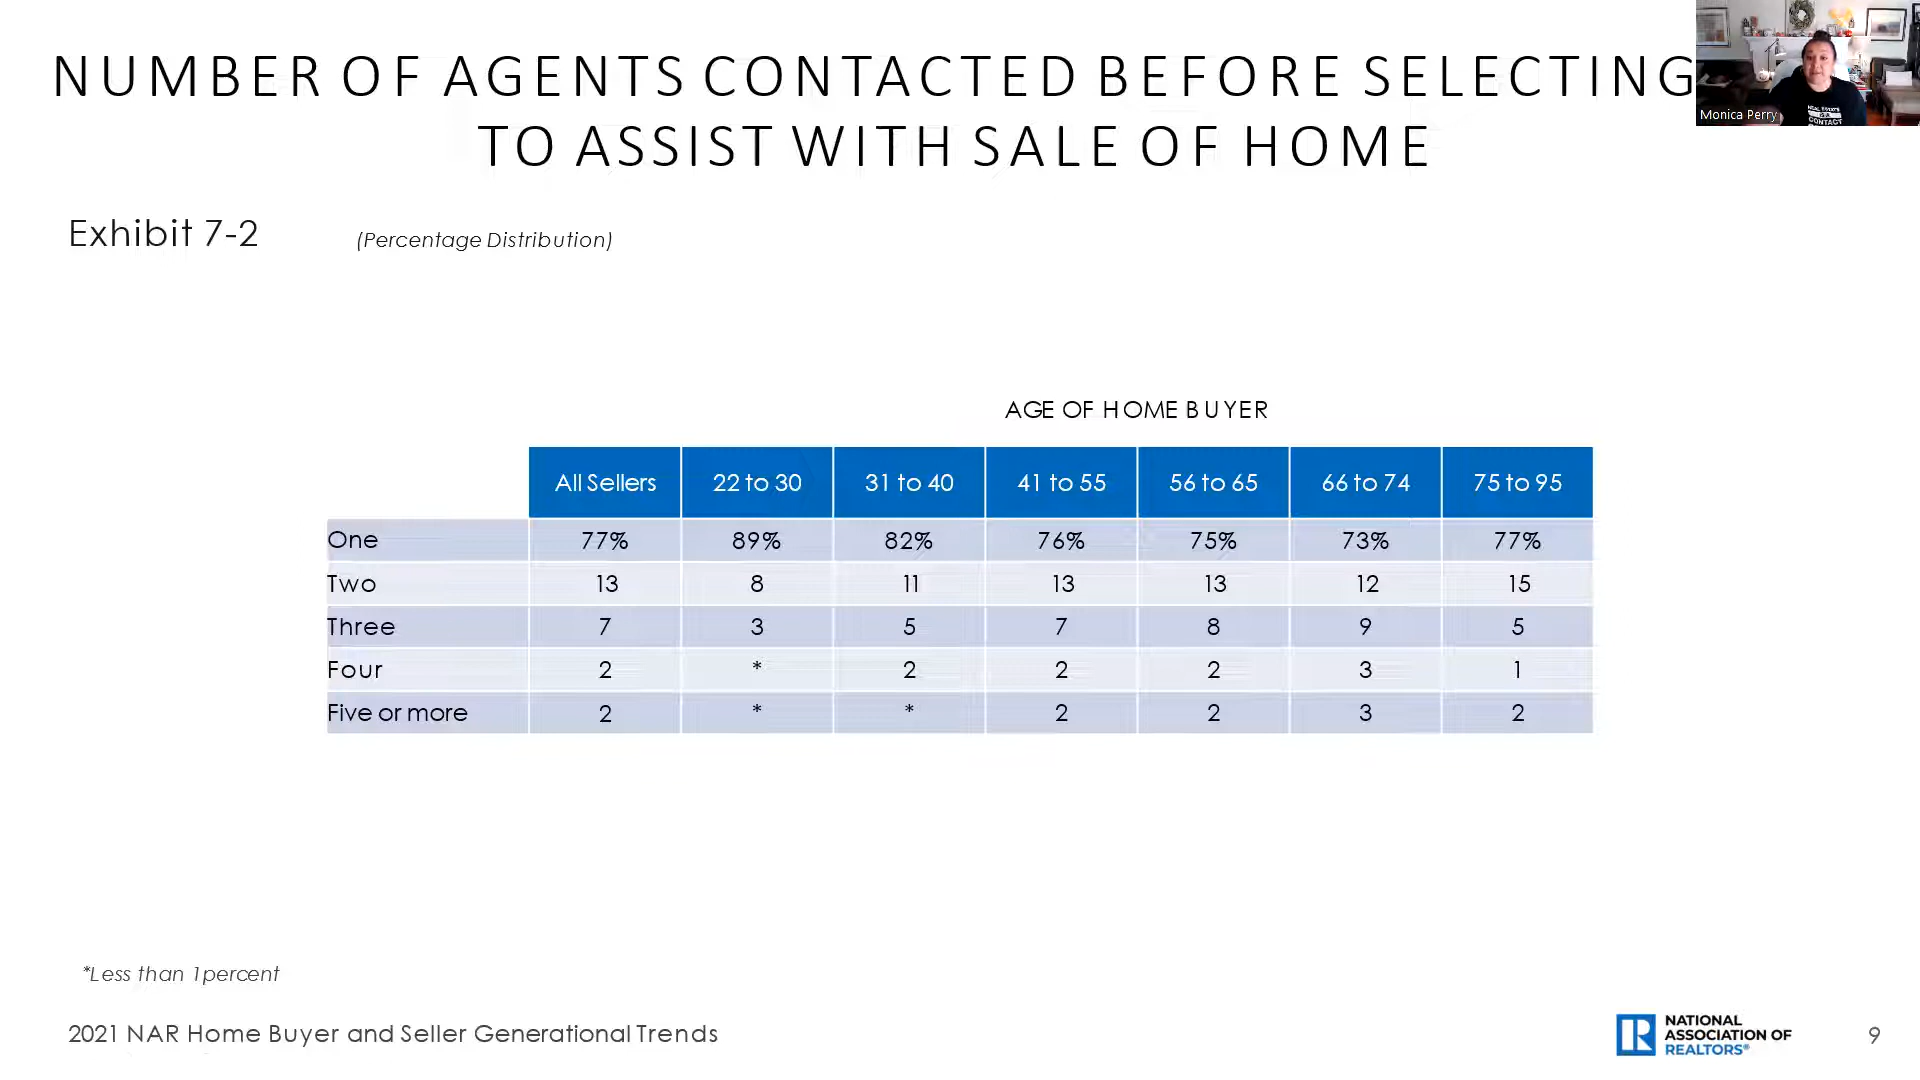 NUMBER OF AGENTS CONTACTED BEFORE SELECTING
TO ASSIST WITH SALE OF HOME
Monica Perry
REAL ESTATE
CONTACT
Exhibit 7-2 (Percentage Distribution)
AGE OF HOME BUYER
All Sellers 22 to 30 31 to 40 41 to 55 56 to 65 66 to 74 75 to 95
One 77% 89% 82% 76% 75% 73% 77%
Two 13 8 11 13 13 12 15
Three 7 3 5 7 8 9 5
Four 2 * 2 2 2 3 1
Five or more 2 * * 2 2 3 2
*Less than 1percent
2021 NAR Home Buyer and Seller Generational Trends
NATIONAL
ASSOCIATION OF
REALTORS®
9